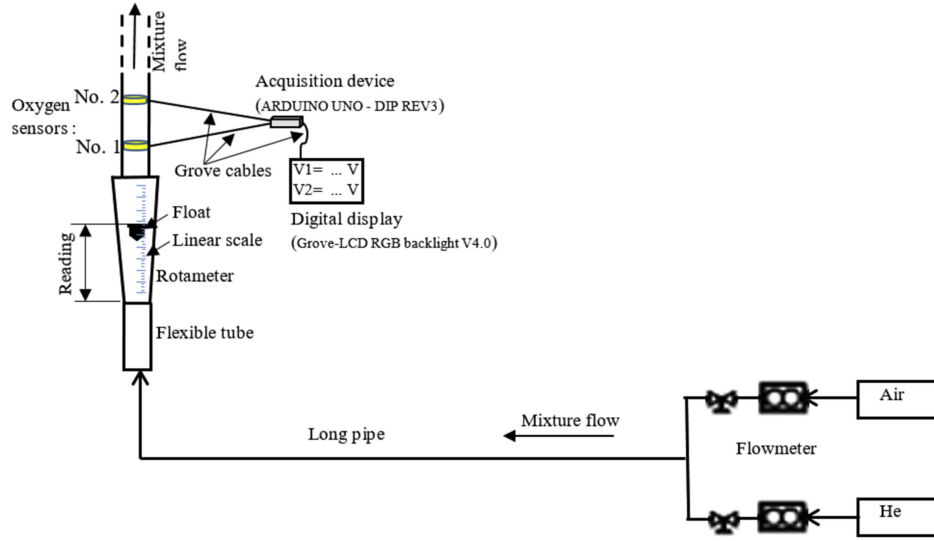 Mixture
flow
Oxygen
sensors :
No. 2
No. 1
Acquisition device
(ARDUINO UNO - DIP REV3)
Grove cables
V1= ... V
V2= ... V
Digital display
(Grove-LCD RGB backlight V4.0)
Float
Linear scale
Reading
Rotameter
Flexible tube
Long pipe
Mixture flow
Air
Flowmeter
He